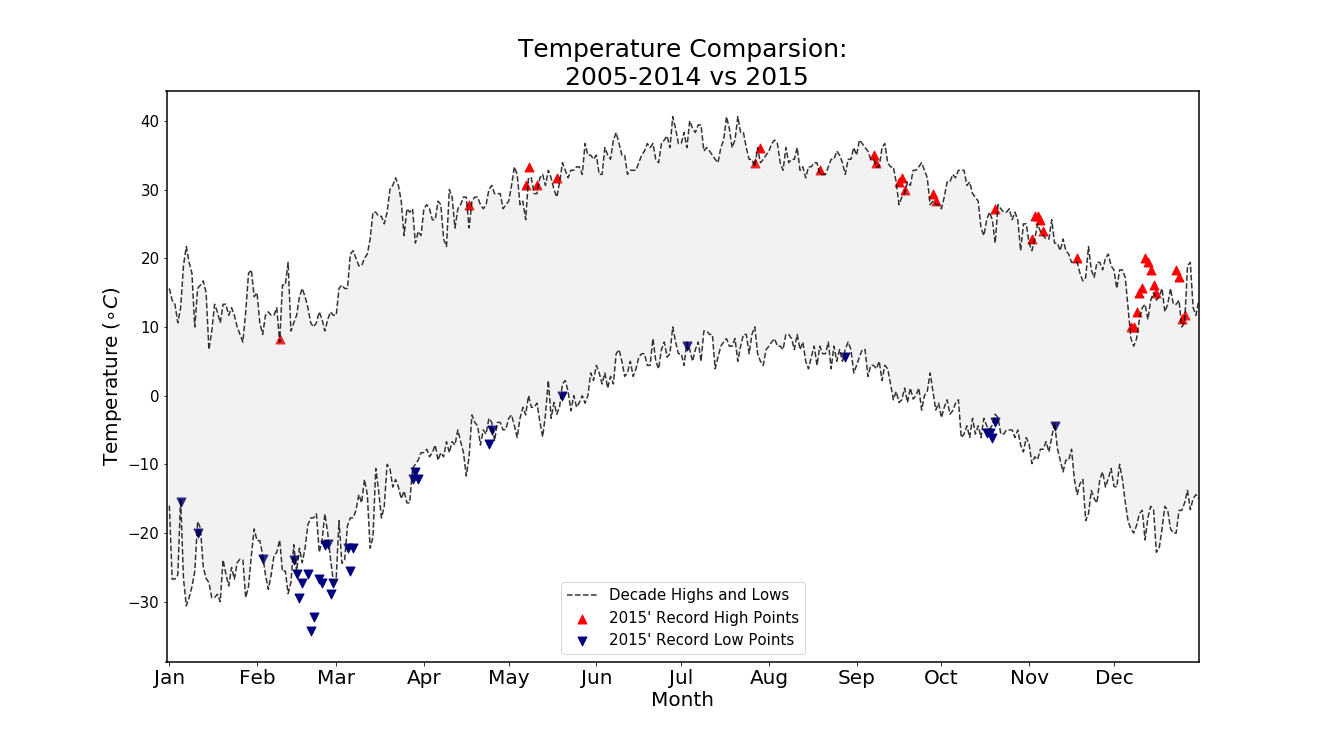 Temperature Comparsion:
2005-2014 vs 2015
Temperature (∘C)
40
30
20
10
0
−10
−20
−30
Jan Feb Mar Apr May Jun Jul Aug Sep Oct Nov Dec
Month
Decade Highs and Lows
2015' Record High Points
2015' Record Low Points